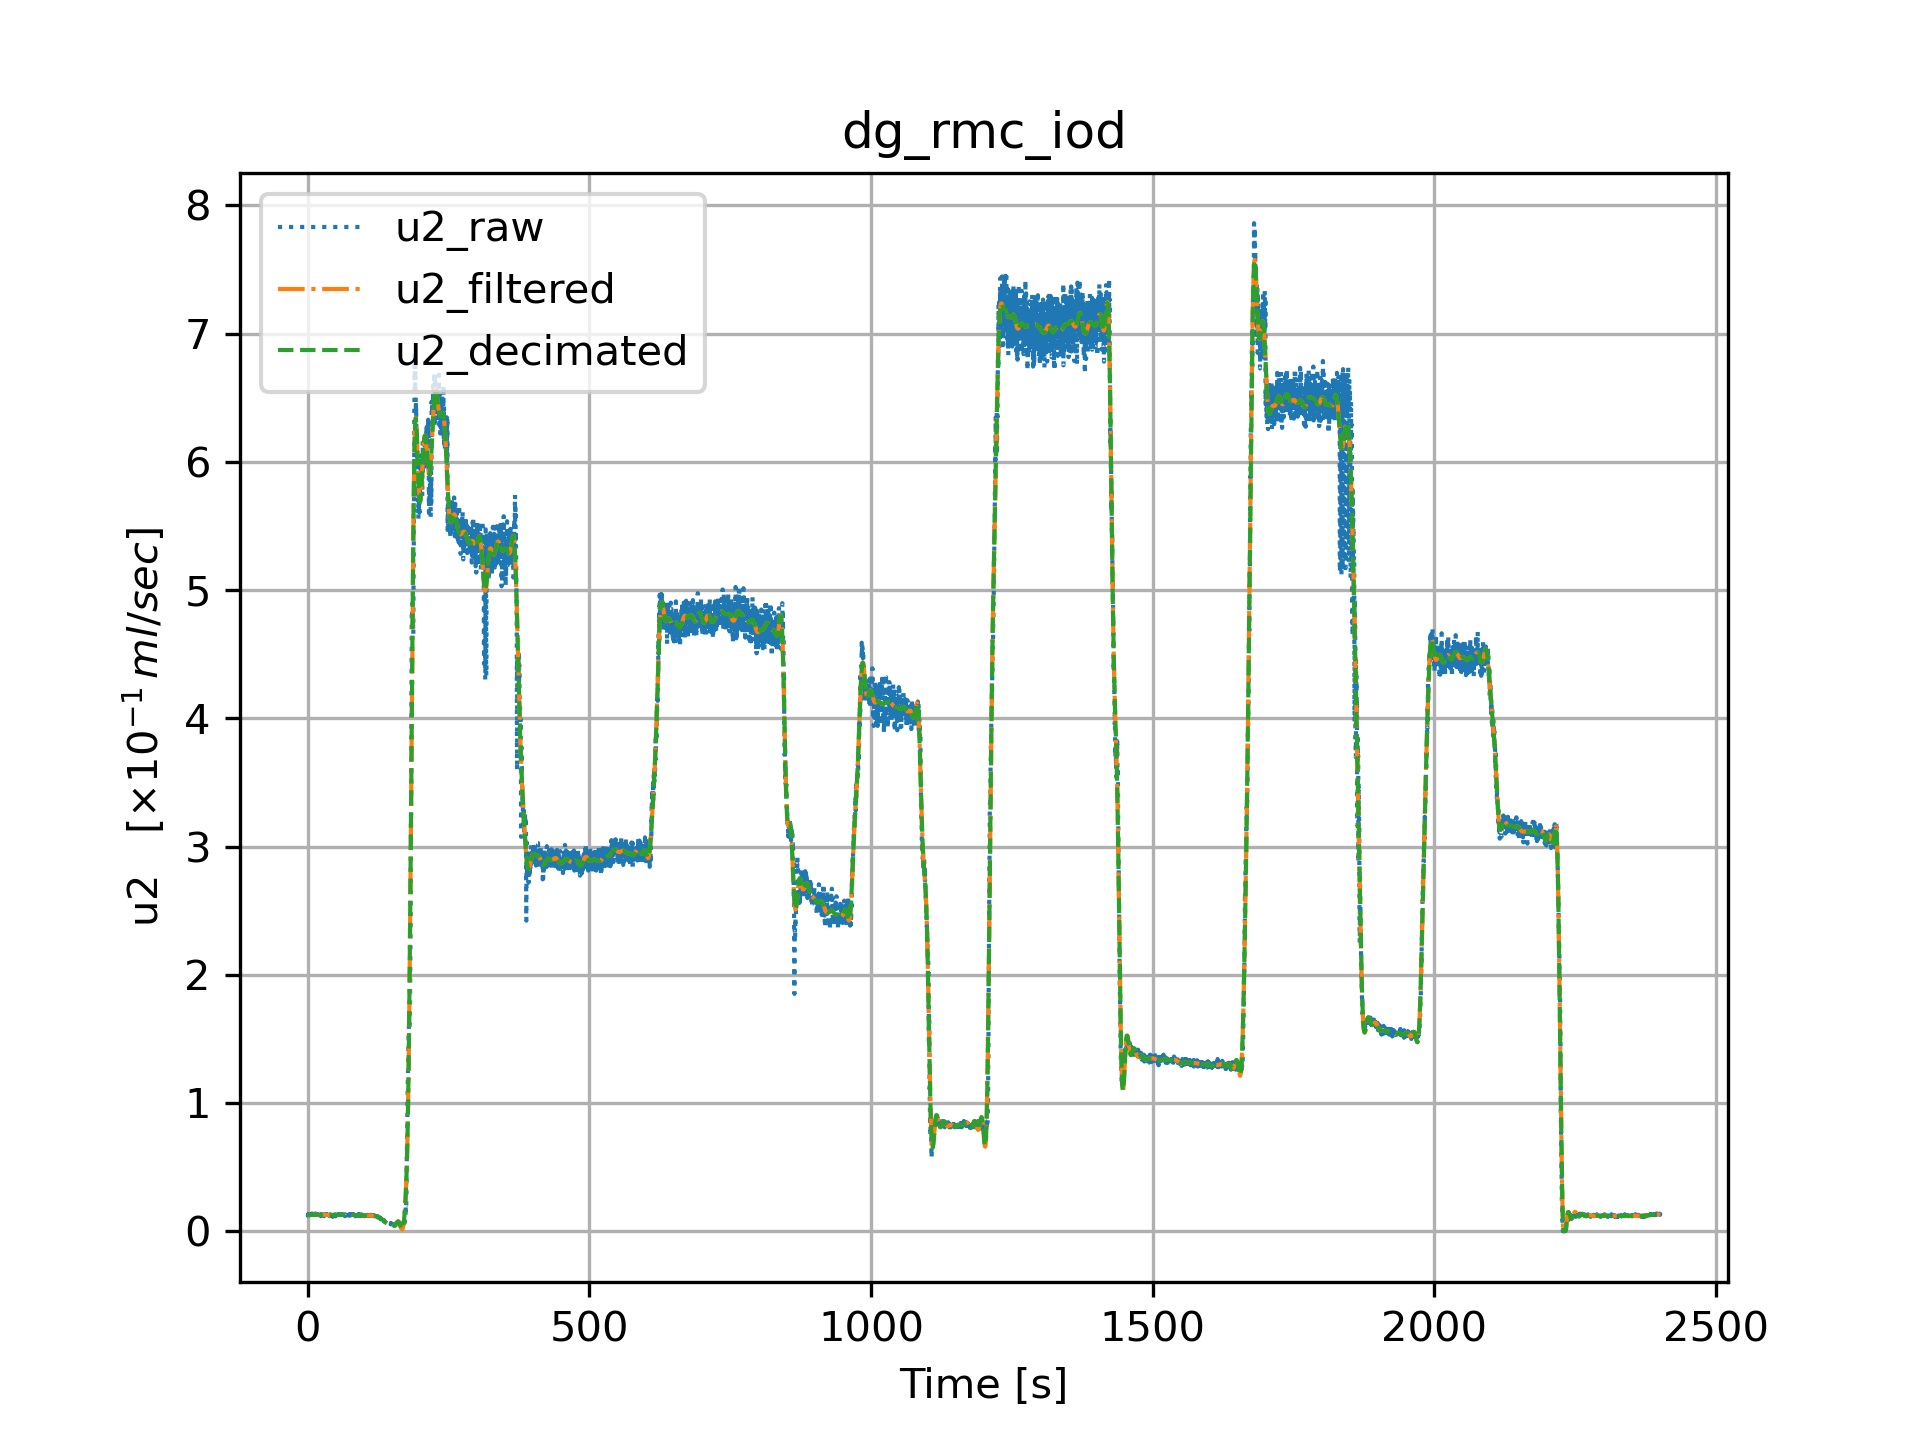 dg_rmc_iod
u2_raw
u2_filtered
u2_decimated
8
7
6
5
4
3
2
1
0
u2 [×10⁻¹ ml/sec]
0 500 1000 1500 2000 2500
Time [s]